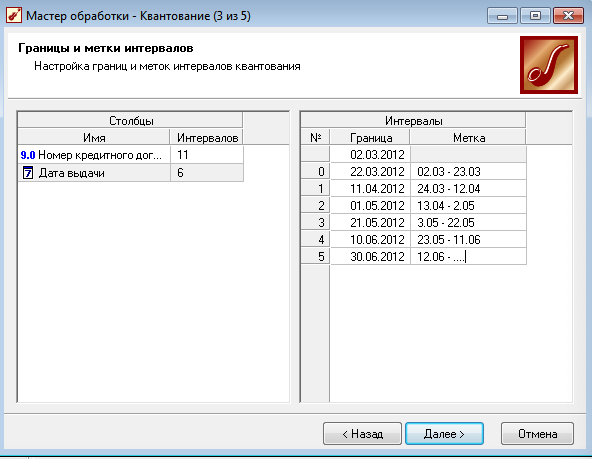 Мастер обработки - Квантование (3 из 5)
Границы и метки интервалов
Настройка границ и меток интервалов квантования
Столбцы
Имя Интервалов
9.0 Номер кредитного дог... 11
7 Дата выдачи 6
Интервалы
№ Граница Метка
02.03.2012
0 22.03.2012 02.03 - 23.03
1 11.04.2012 24.03 - 12.04
2 01.05.2012 13.04 - 2.05
3 21.05.2012 3.05 - 22.05
4 10.06.2012 23.05 - 11.06
5 30.06.2012 12.06 - ....
< Назад Далее > Отмена